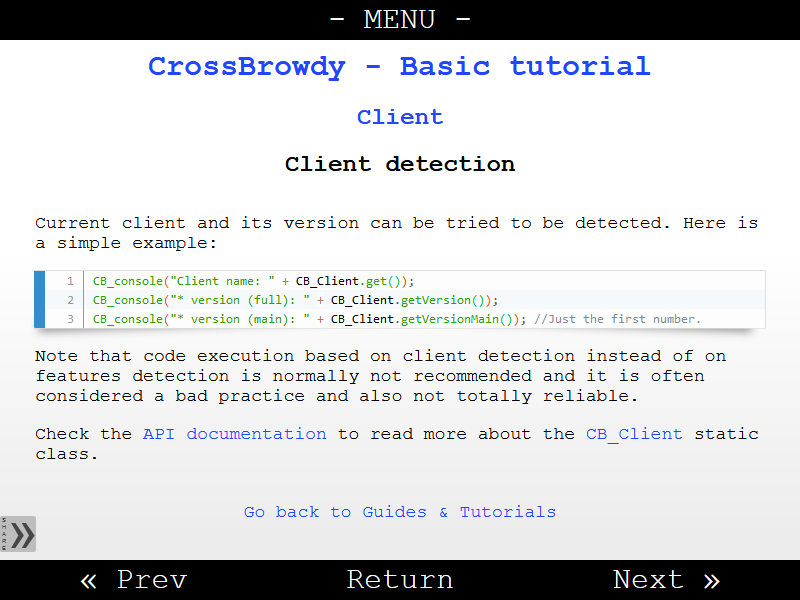 - MENU -
CrossBrowdy - Basic tutorial
Client
Client detection
Current client and its version can be tried to be detected. Here is
a simple example:
1 CB_console("Client name: " + CB_Client.get());
2 CB_console("* version (full): " + CB_Client.getVersion());
3 CB_console("* version (main): " + CB_Client.getVersionMain()); //Just the first number.
Note that code execution based on client detection instead of on
features detection is normally not recommended and it is often
considered a bad practice and also not totally reliable.
Check the API documentation to read more about the CB_Client static
class.
Go back to Guides & Tutorials
SHARE »
« Prev Return Next »